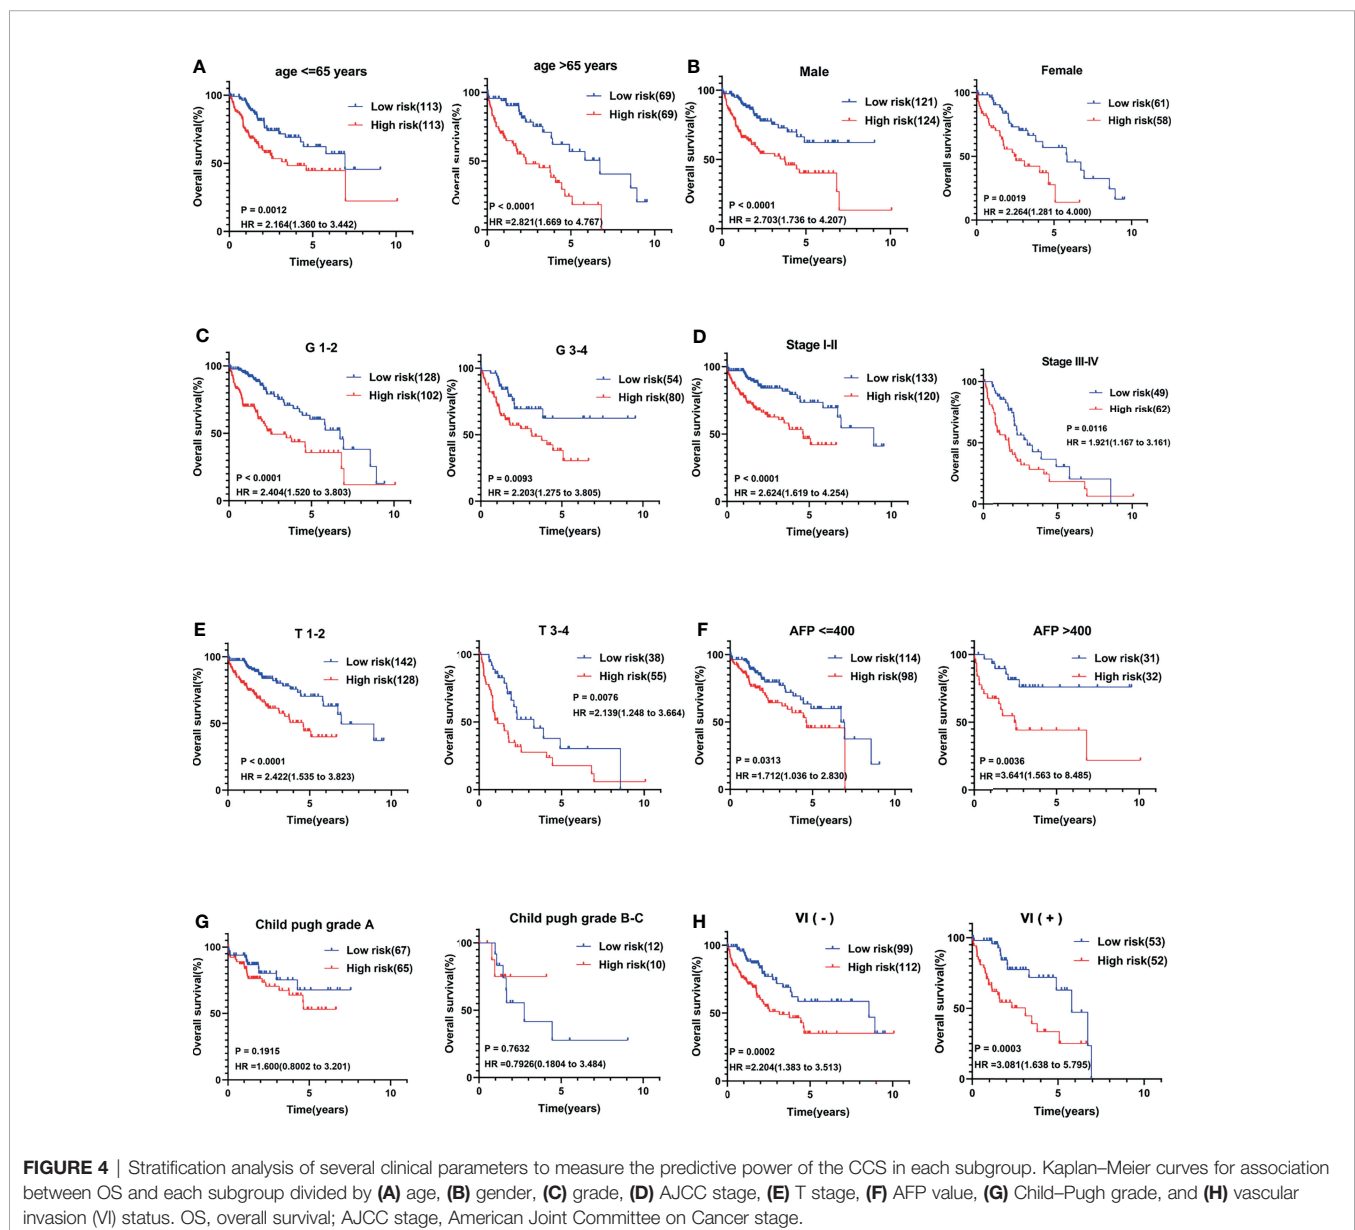 A
age <=65 years
Overall survival(%)
100
50
0
0 5 10
Time(years)
Low risk(113)
High risk(113)
P = 0.0012
HR = 2.164(1.360 to 3.442)
age >65 years
Overall survival(%)
100
50
0
0 5 10
Time(years)
Low risk(69)
High risk(69)
P < 0.0001
HR =2.821(1.669 to 4.767)
B
Male
Overall survival(%)
100
50
0
0 5 10
Time(years)
Low risk(121)
High risk(124)
P < 0.0001
HR = 2.703(1.736 to 4.207)
Female
Overall survival(%)
100
50
0
0 5 10
Time(years)
Low risk(61)
High risk(58)
P = 0.0019
HR = 2.264(1.281 to 4.000)
C
G 1-2
Overall survival(%)
100
50
0
0 5 10
Time(years)
Low risk(128)
High risk(102)
P < 0.0001
HR = 2.404(1.520 to 3.803)
G 3-4
Overall survival(%)
100
50
0
0 5 10
Time(years)
Low risk(54)
High risk(80)
P = 0.0093
HR = 2.203(1.275 to 3.805)
D
Stage I-II
Overall survival(%)
100
50
0
0 5 10
Time(years)
Low risk(133)
High risk(120)
P < 0.0001
HR = 2.624(1.619 to 4.254)
Stage III-IV
Overall survival(%)
100
50
0
0 5 10
Time(years)
Low risk(49)
High risk(62)
P = 0.0116
HR = 1.921(1.167 to 3.161)
E
T 1-2
Overall survival(%)
100
50
0
0 5 10
Time(years)
Low risk(142)
High risk(128)
P < 0.0001
HR = 2.422(1.535 to 3.823)
T 3-4
Overall survival(%)
100
50
0
0 5 10
Time(years)
Low risk(38)
High risk(55)
P = 0.0076
HR =2.139(1.248 to 3.664)
F
AFP <=400
Overall survival(%)
100
50
0
0 5 10
Time(years)
Low risk(114)
High risk(98)
P = 0.0313
HR =1.712(1.036 to 2.830)
AFP >400
Overall survival(%)
100
50
0
0 5 10
Time(years)
Low risk(31)
High risk(32)
P = 0.0036
HR =3.641(1.563 to 8.485)
G
Child pugh grade A
Overall survival(%)
100
50
0
0 5 10
Time(years)
Low risk(67)
High risk(65)
P = 0.1915
HR =1.600(0.8002 to 3.201)
Child pugh grade B-C
Overall survival(%)
100
50
0
0 5 10
Time(years)
Low risk(12)
High risk(10)
P = 0.7632
HR =0.7926(0.1804 to 3.484)
H
VI ( - )
Overall survival(%)
100
50
0
0 5 10
Time(years)
Low risk(99)
High risk(112)
P = 0.0002
HR =2.204(1.383 to 3.513)
VI ( + )
Overall survival(%)
100
50
0
0 5 10
Time(years)
Low risk(53)
High risk(52)
P = 0.0003
HR =3.081(1.638 to 5.795)
FIGURE 4 | Stratification analysis of several clinical parameters to measure the predictive power of the CCS in each subgroup. Kaplan–Meier curves for association
between OS and each subgroup divided by (A) age, (B) gender, (C) grade, (D) AJCC stage, (E) T stage, (F) AFP value, (G) Child–Pugh grade, and (H) vascular
invasion (VI) status. OS, overall survival; AJCC stage, American Joint Committee on Cancer stage.